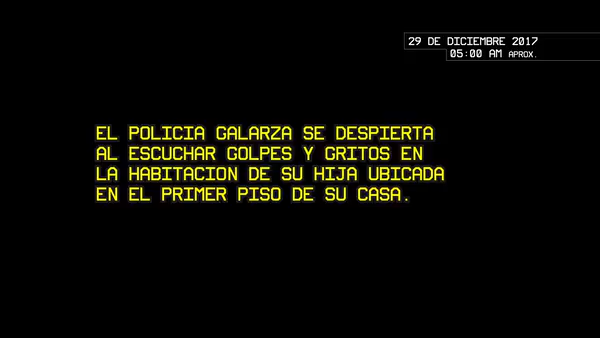 29 DE DICIEMBRE 2017
05:00 AM APROX.
EL POLICIA GALARZA SE DESPIERTA
AL ESCUCHAR GOLPES Y GRITOS EN
LA HABITACION DE SU HIJA UBICADA
EN EL PRIMER PISO DE SU CASA.